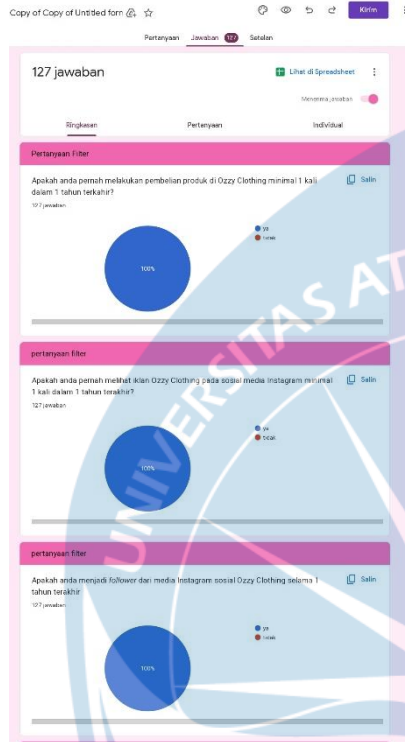 Copy of Copy of Untitled form
Kirim
Pertanyaan Jawaban 127 Setelan
127 jawaban
Lihat di Spreadsheet
Menerima jawaban
Ringkasan Pertanyaan Individual
Pertanyaan Filter
Apakah anda pernah melakukan pembelian produk di Ozzy Clothing minimal 1 kali
dalam 1 tahun terkahir?
Salin
127 jawaban
ya
tidak
100%
pertanyaan filter
Apakah anda pernah melihat iklan Ozzy Clothing pada sosial media Instagram minimal
1 kali dalam 1 tahun terakhir?
Salin
127 jawaban
ya
tidak
100%
pertanyaan filter
Apakah anda menjadi follower dari media Instagram sosial Ozzy Clothing selama 1
tahun terakhir
Salin
127 jawaban
ya
tidak
100%
UNIVERSITAS AT